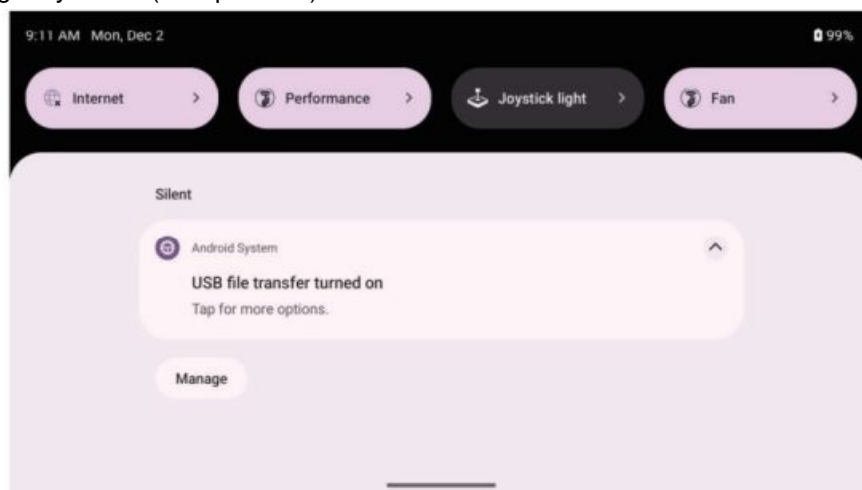 9:11 AM Mon, Dec 2 99%
Internet Performance Joystick light Fan
Silent
Android System
USB file transfer turned on
Tap for more options.
Manage